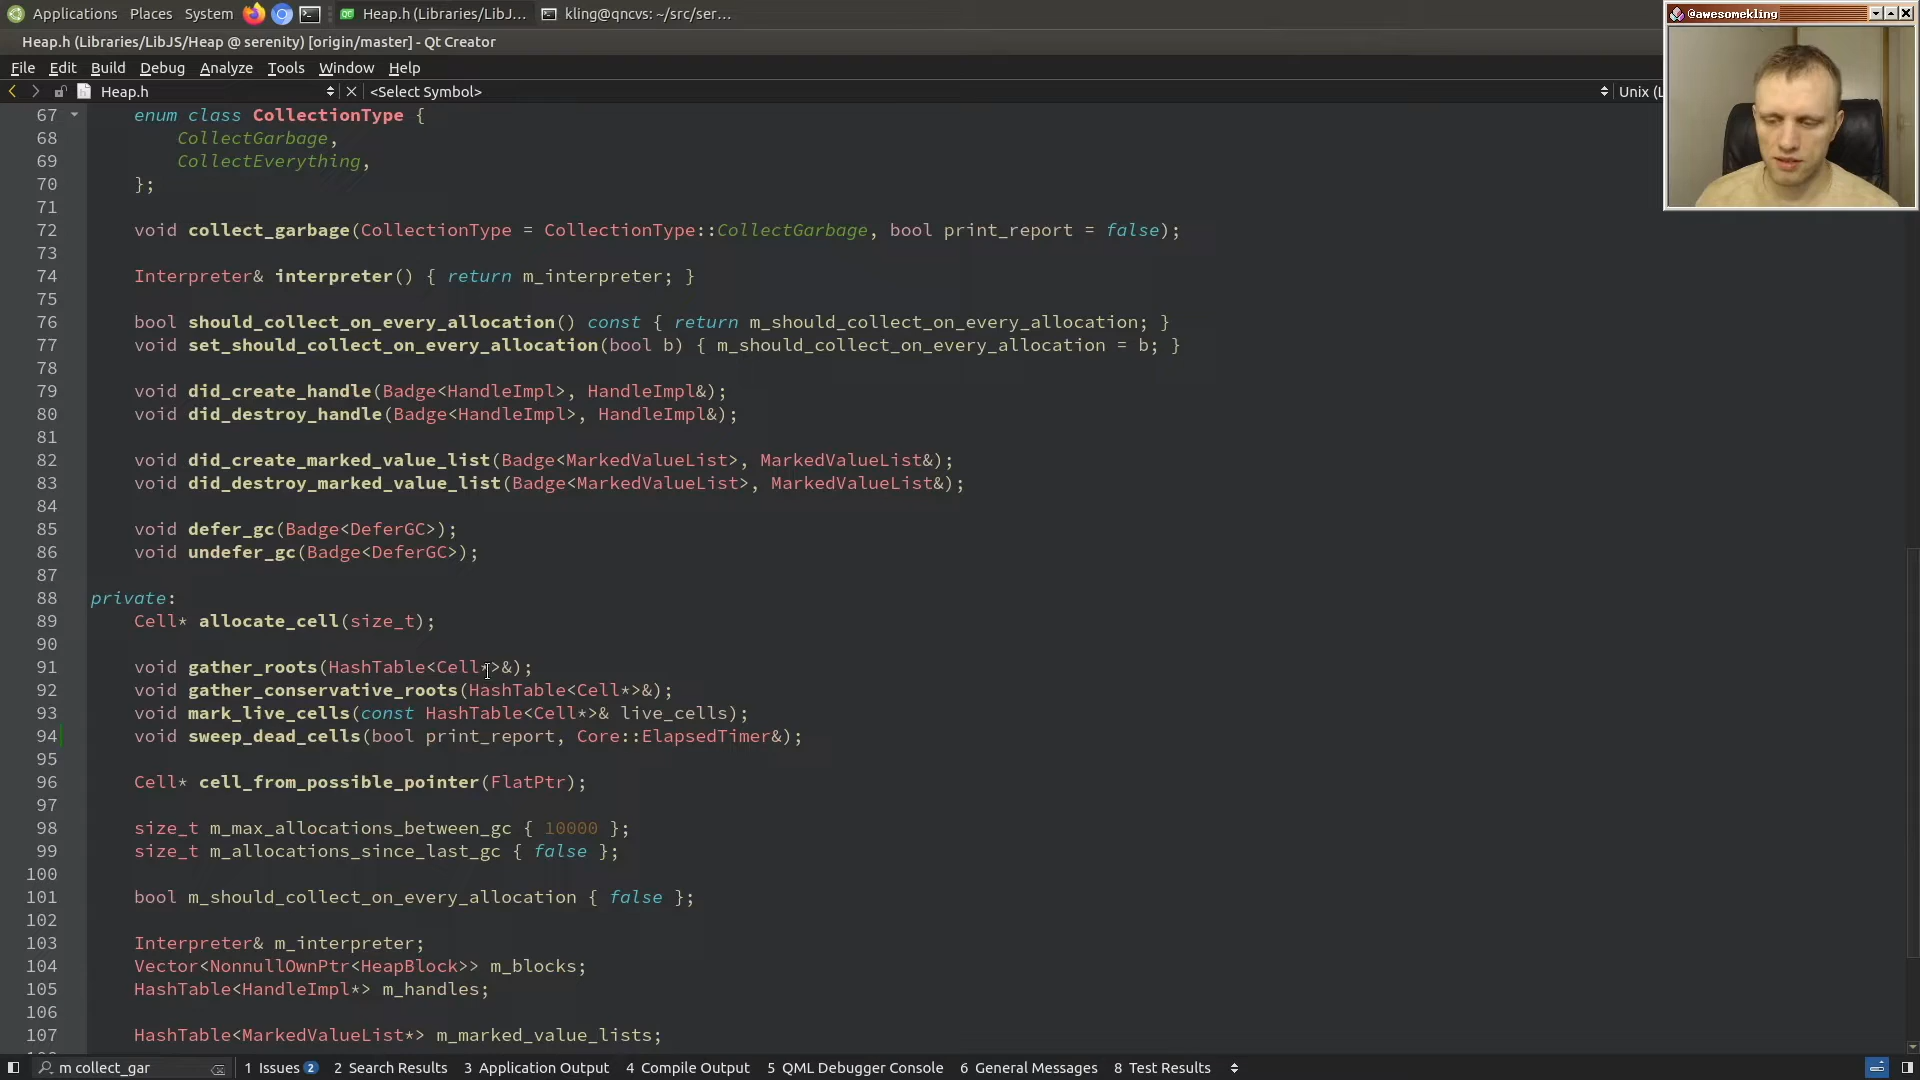 Applications Places System Heap.h (Libraries/LibJ... kling@qncvs: ~/src/ser...
@awesomekling
Heap.h (Libraries/LibJS/Heap @ serenity) [origin/master] - Qt Creator
File Edit Build Debug Analyze Tools Window Help
Heap.h <Select Symbol> Unix (L
67 enum class CollectionType {
68 CollectGarbage,
69 CollectEverything,
70 };
71
72 void collect_garbage(CollectionType = CollectionType::CollectGarbage, bool print_report = false);
73
74 Interpreter& interpreter() { return m_interpreter; }
75
76 bool should_collect_on_every_allocation() const { return m_should_collect_on_every_allocation; }
77 void set_should_collect_on_every_allocation(bool b) { m_should_collect_on_every_allocation = b; }
78
79 void did_create_handle(Badge<HandleImpl>, HandleImpl&);
80 void did_destroy_handle(Badge<HandleImpl>, HandleImpl&);
81
82 void did_create_marked_value_list(Badge<MarkedValueList>, MarkedValueList&);
83 void did_destroy_marked_value_list(Badge<MarkedValueList>, MarkedValueList&);
84
85 void defer_gc(Badge<DeferGC>);
86 void undefer_gc(Badge<DeferGC>);
87
88 private:
89 Cell* allocate_cell(size_t);
90
91 void gather_roots(HashTable<Cell*>&);
92 void gather_conservative_roots(HashTable<Cell*>&);
93 void mark_live_cells(const HashTable<Cell*>& live_cells);
94 void sweep_dead_cells(bool print_report, Core::ElapsedTimer&);
95
96 Cell* cell_from_possible_pointer(FlatPtr);
97
98 size_t m_max_allocations_between_gc { 10000 };
99 size_t m_allocations_since_last_gc { false };
100
101 bool m_should_collect_on_every_allocation { false };
102
103 Interpreter& m_interpreter;
104 Vector<NonnullOwnPtr<HeapBlock>> m_blocks;
105 HashTable<HandleImpl*> m_handles;
106
107 HashTable<MarkedValueList*> m_marked_value_lists;
m collect_gar 1 Issues 2 2 Search Results 3 Application Output 4 Compile Output 5 QML Debugger Console 6 General Messages 8 Test Results